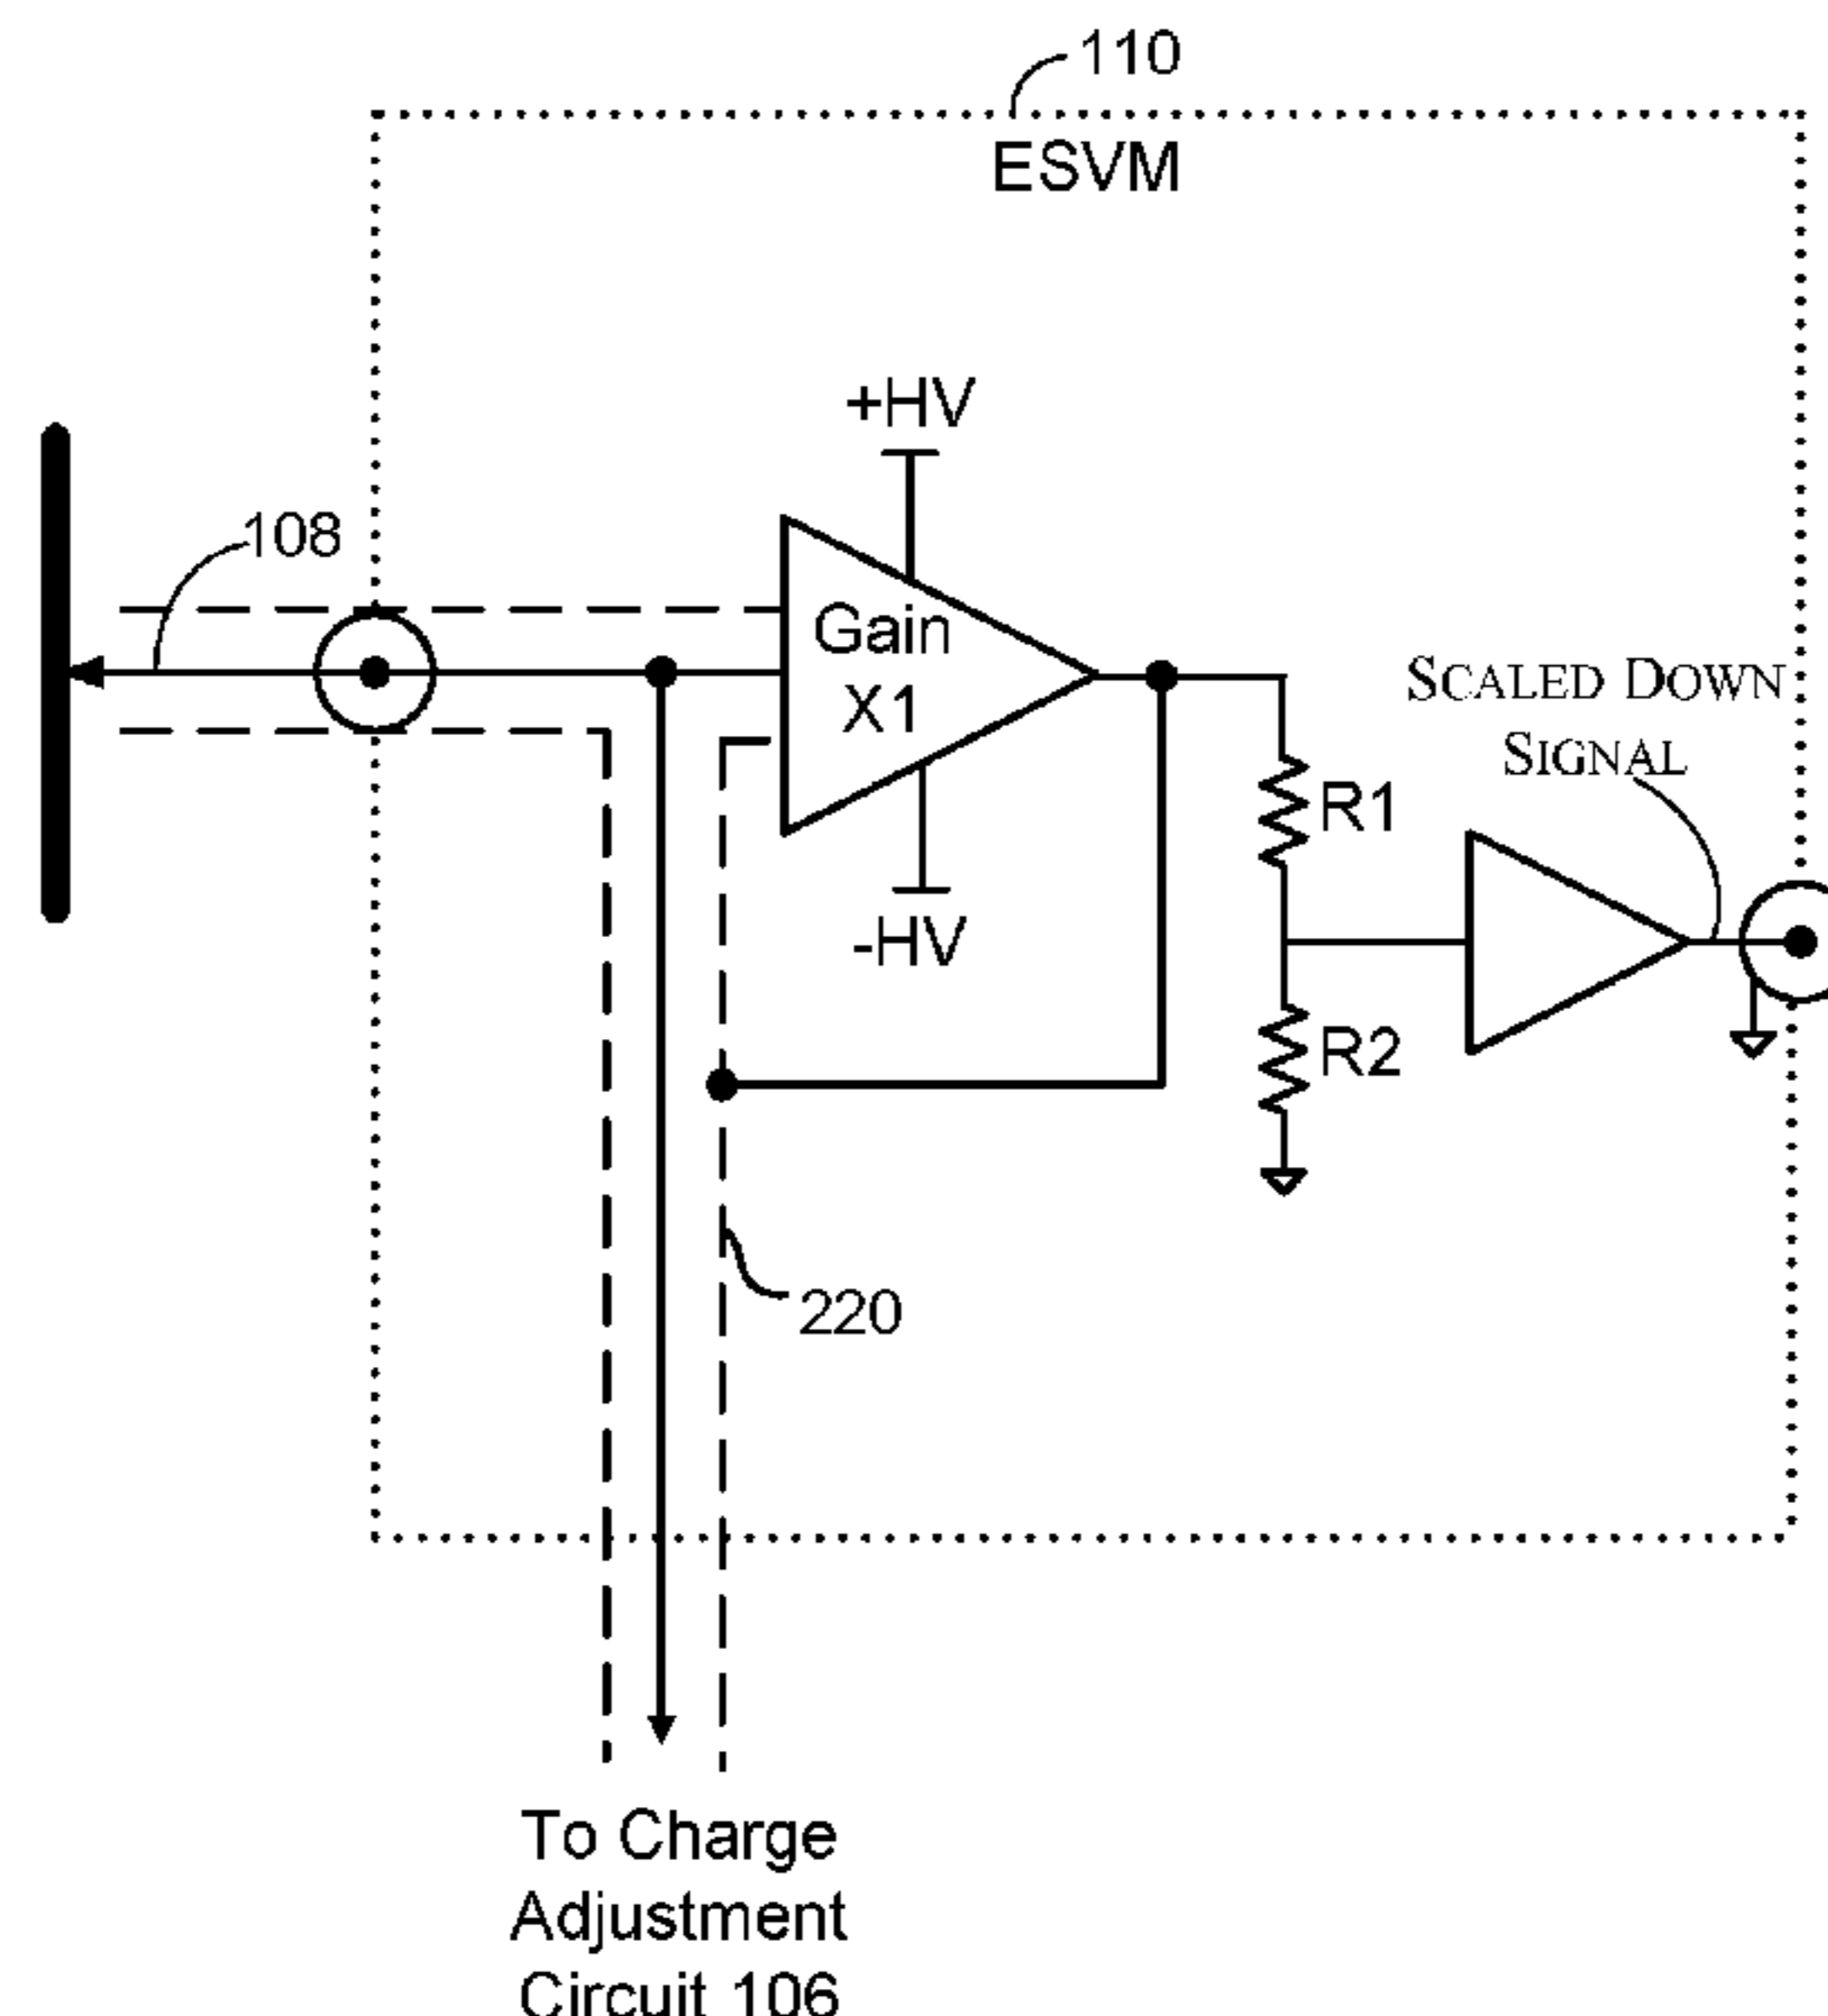 110
ESVM
+HV
108
Gain
X1
SCALED DOWN
SIGNAL
R1
-HV
R2
220
To Charge
Adjustment
Circuit 106